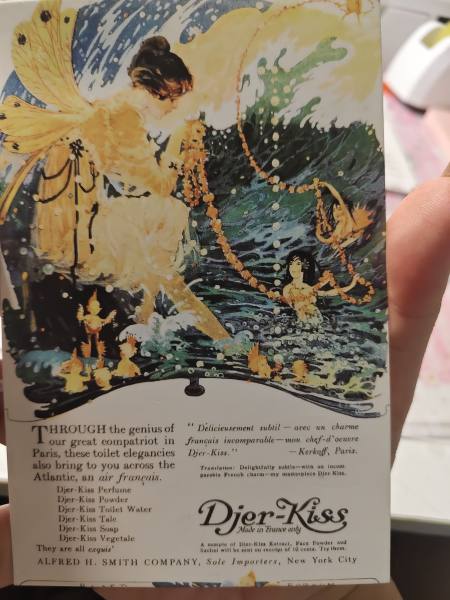 THROUGH the genius of
our great compatriot in
Paris, these toilet elegancies
also bring to you across the
Atlantic, an air français.
Djer-Kiss Perfume
Djer-Kiss Powder
Djer-Kiss Toilet Water
Djer-Kiss Talc
Djer-Kiss Soap
Djer-Kiss Vegetale
They are all exquis'
"Délicieusement subtil—avec un charme
français incomparable—mon chef-d'oeuvre
Djer-Kiss."
—Kerkoff, Paris.
Translation: Delightfully subtle—with an incom-
parable French charm—my masterpiece Djer-Kiss.
Djer-Kiss
Made in France only
A sample of Djer-Kiss Extract, Face Powder and
Sachet will be sent on receipt of 10 cents. Try them.
ALFRED H. SMITH COMPANY, Sole Importers, New York City